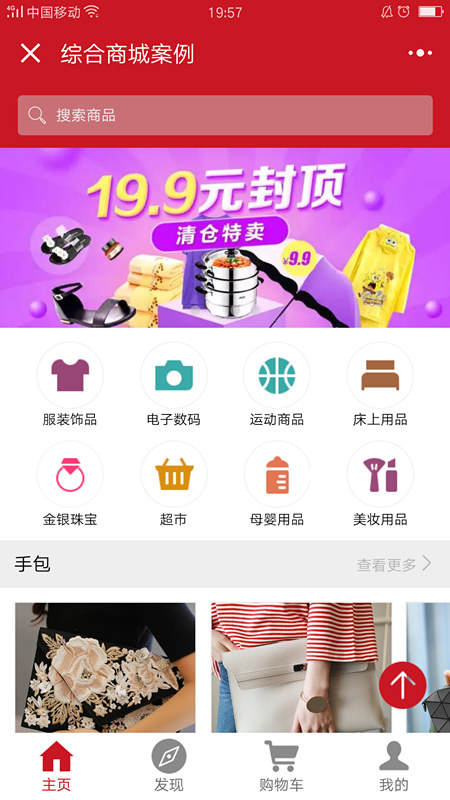 4G 中国移动 19:57
综合商城案例
搜索商品
19.9元封顶
清仓特卖
¥9.9
服装饰品 电子数码 运动商品 床上用品
金银珠宝 超市 母婴用品 美妆用品
手包 查看更多
主页 发现 购物车 我的